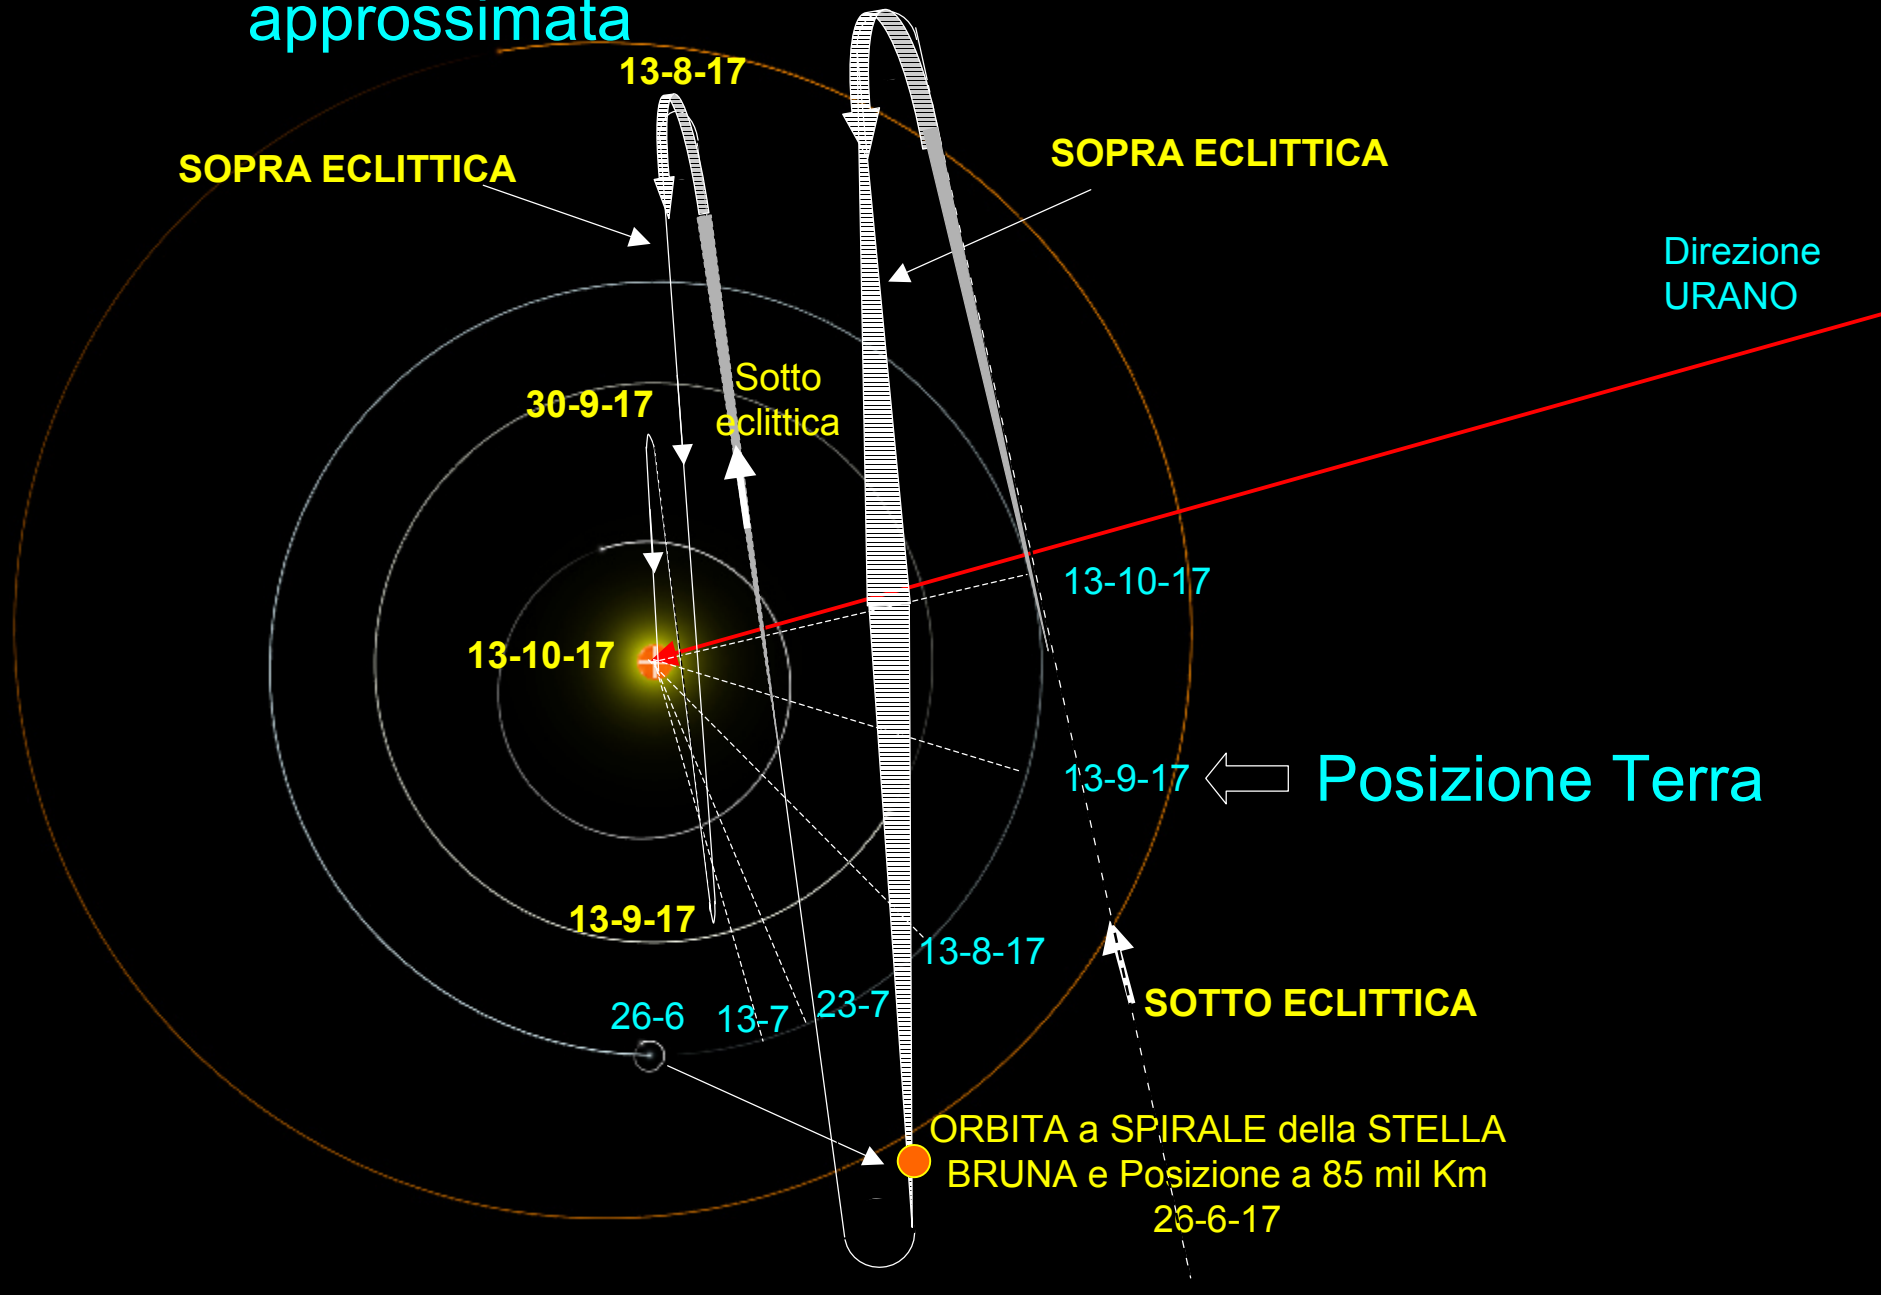 approssimata
13-8-17
SOPRA ECLITTICA
SOPRA ECLITTICA
Direzione
URANO
Sotto
eclittica
30-9-17
13-10-17
13-10-17
13-9-17
Posizione Terra
13-9-17
13-8-17
26-6
13-7
23-7
SOTTO ECLITTICA
ORBITA a SPIRALE della STELLA
BRUNA e Posizione a 85 mil Km
26-6-17